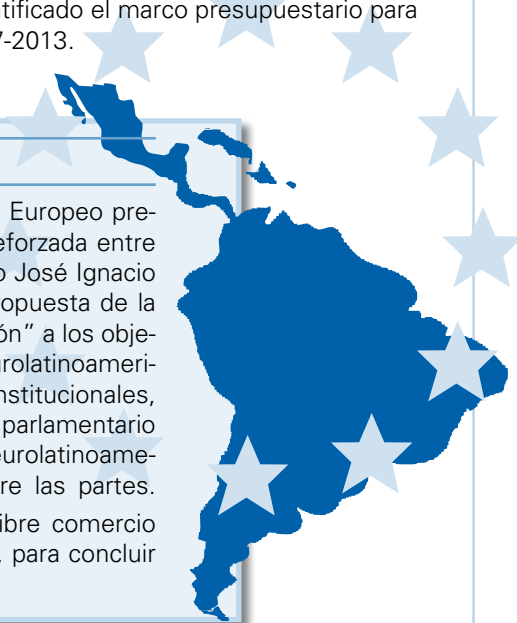 tificado el marco presupuestario para
7-2013.
Europeo pre-
eforzada entre
o José Ignacio
opuesta de la
ón” a los obje-
urolatinoameri-
nstitucionales,
parlamentario
eurolatinoame-
re las partes.
ibre comercio
, para concluir